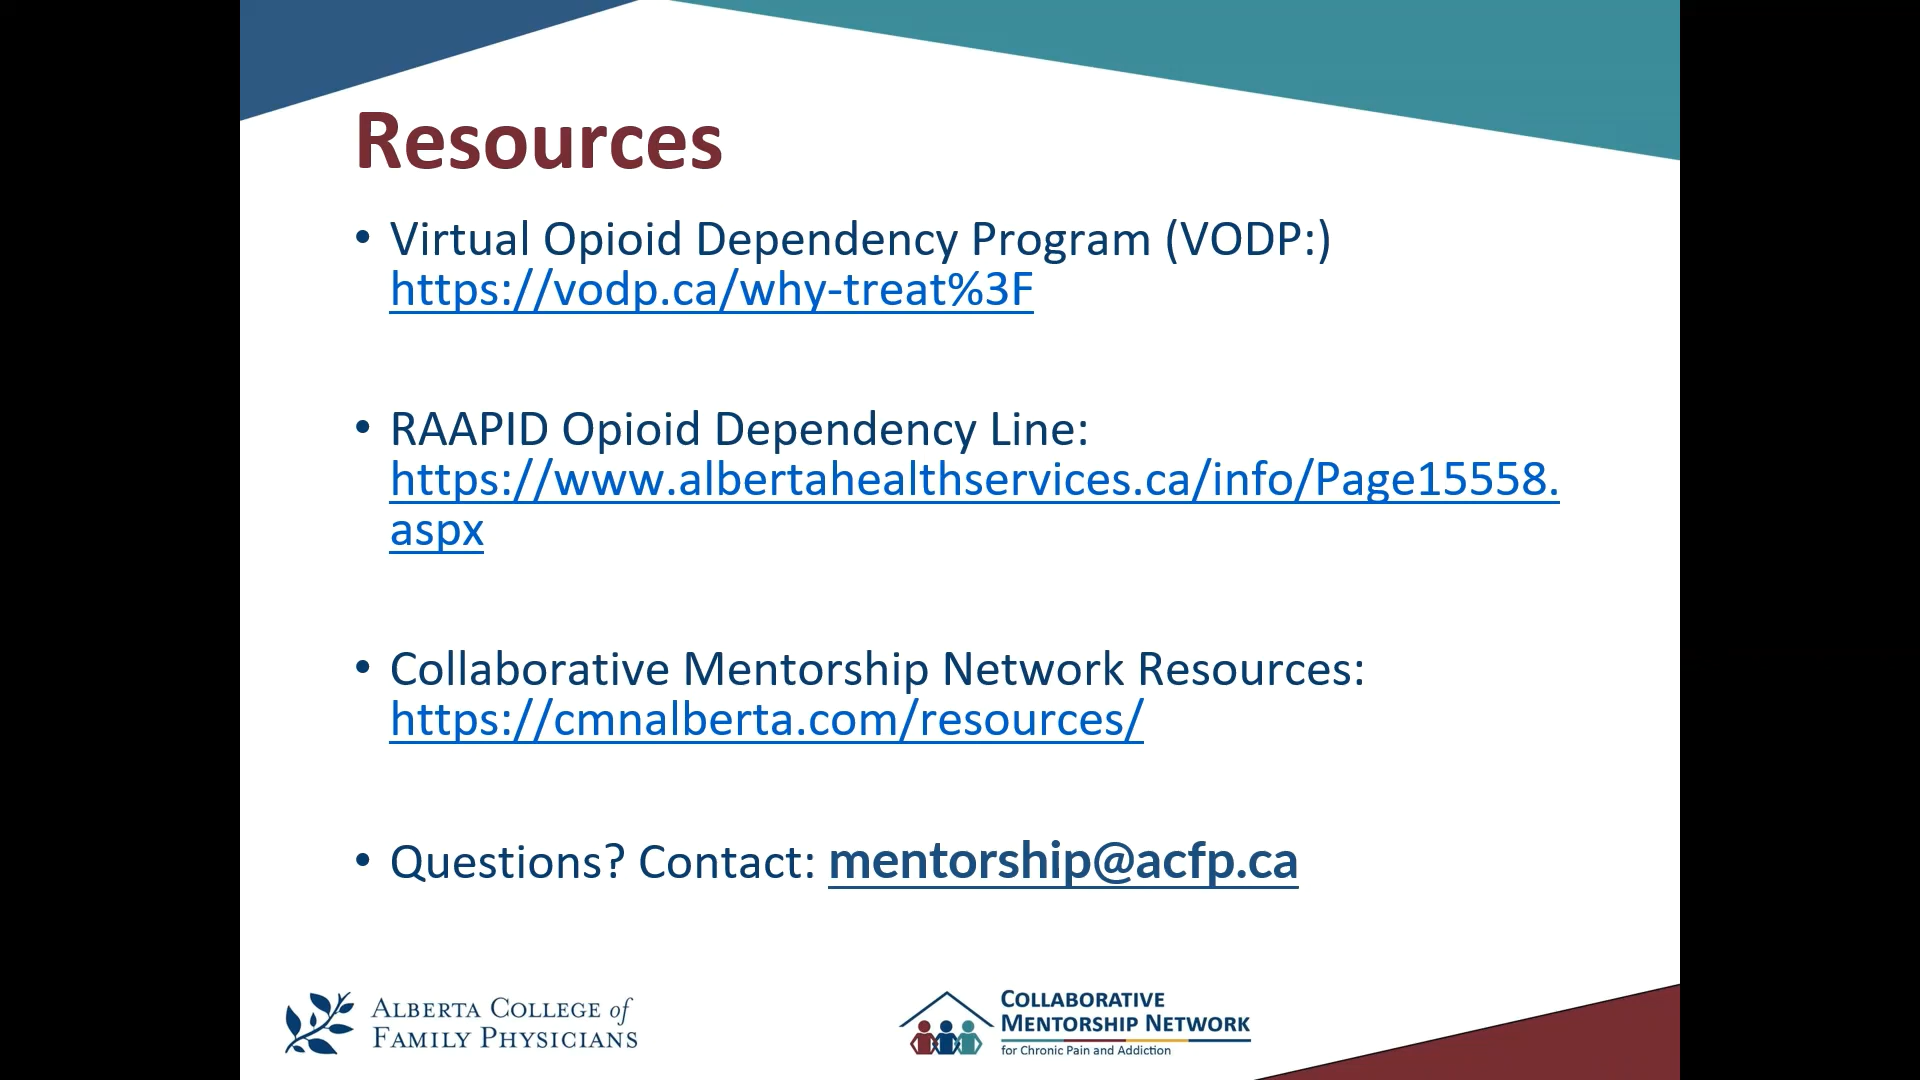 Resources
• Virtual Opioid Dependency Program (VODP:)
https://vodp.ca/why-treat%3F
• RAAPID Opioid Dependency Line:
https://www.albertahealthservices.ca/info/Page15558.
aspx
• Collaborative Mentorship Network Resources:
https://cmnalberta.com/resources/
• Questions? Contact: mentorship@acfp.ca
ALBERTA COLLEGE of
FAMILY PHYSICIANS
COLLABORATIVE
MENTORSHIP NETWORK
for Chronic Pain and Addiction